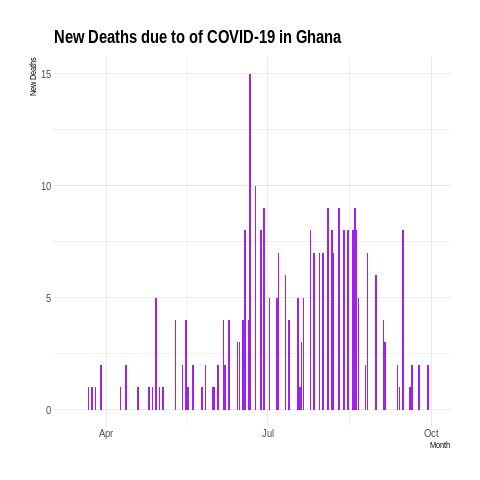 New Deaths due to of COVID-19 in Ghana
New Deaths
15
10
5
0
Apr
Jul
Oct
Month